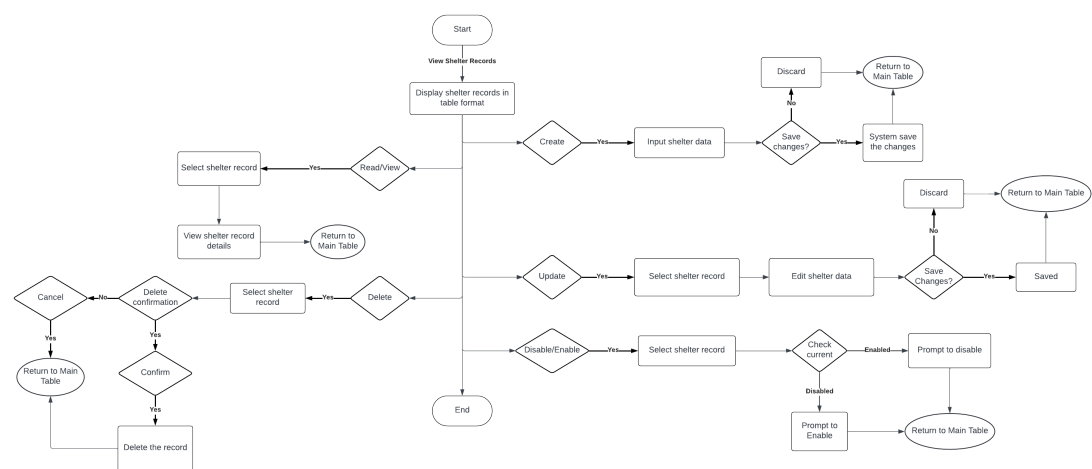 Start
View Shelter Records
Display shelter records in
table format
Create
Yes
Input shelter data
Save
changes?
No
Discard
Return to
Main Table
Yes
System save
the changes
Read/View
Yes
Select shelter record
View shelter record
details
Return to
Main Table
Update
Yes
Select shelter record
Edit shelter data
Save
Changes?
No
Discard
Return to Main Table
Yes
Saved
Delete
Yes
Select shelter
record
Delete
confirmation
No
Cancel
Yes
Return to Main
Table
Yes
Confirm
Yes
Delete the record
Disable/Enable
Yes
Select shelter record
Check
current
Enabled
Prompt to disable
Disabled
Prompt to
Enable
Return to Main Table
End